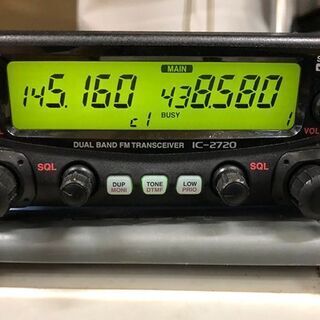 MAIN
145.160 438.580
BUSY
c1 1
DUAL BAND FM TRANSCEIVER IC-2720
VOL
SQL SQL
DUP MONI
TONE DTMF
LOW PRIO